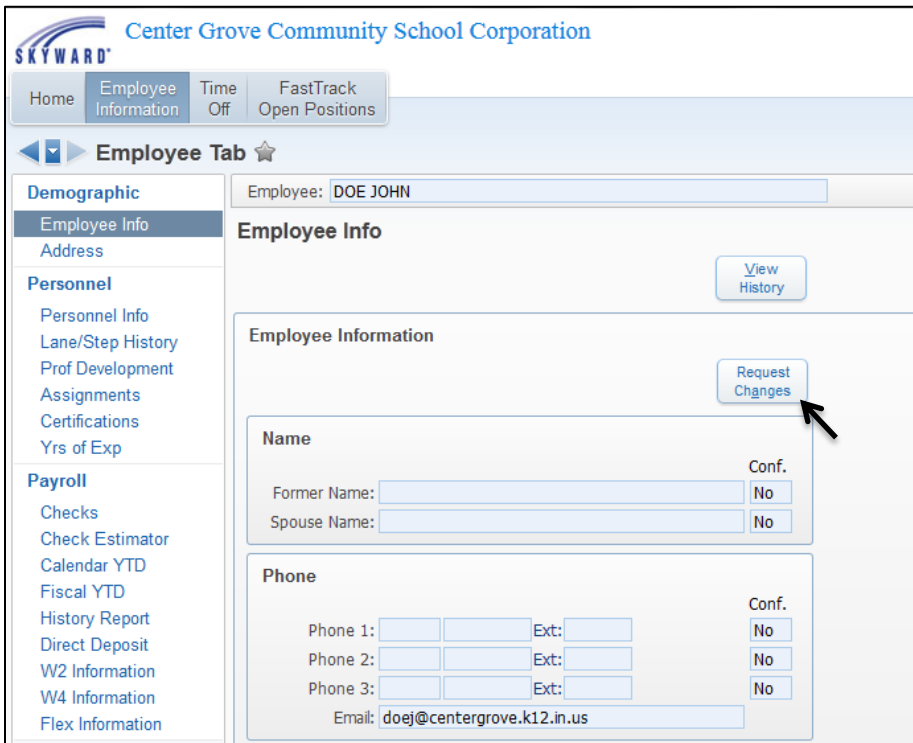 Center Grove Community School Corporation
SKYWARD
Home
Employee
Information
Time
Off
FastTrack
Open Positions
Employee Tab
Demographic
Employee Info
Address
Personnel
Personnel Info
Lane/Step History
Prof Development
Assignments
Certifications
Yrs of Exp
Payroll
Checks
Check Estimator
Calendar YTD
Fiscal YTD
History Report
Direct Deposit
W2 Information
W4 Information
Flex Information
Employee: DOE JOHN
Employee Info
View
History
Employee Information
Request
Changes
Name
Conf.
Former Name: No
Spouse Name: No
Phone
Conf.
Phone 1: Ext: No
Phone 2: Ext: No
Phone 3: Ext: No
Email: doej@centergrove.k12.in.us